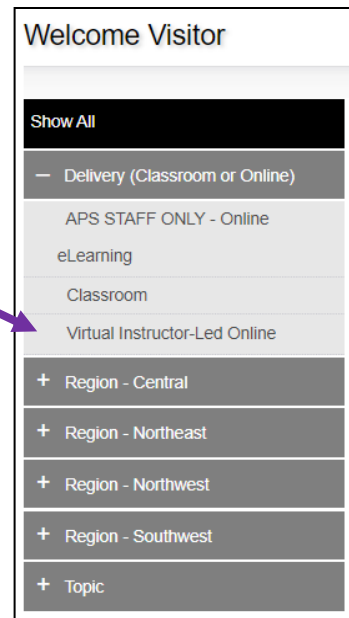 Welcome Visitor
Show All
− Delivery (Classroom or Online)
APS STAFF ONLY - Online
eLearning
Classroom
Virtual Instructor-Led Online
+ Region - Central
+ Region - Northeast
+ Region - Northwest
+ Region - Southwest
+ Topic